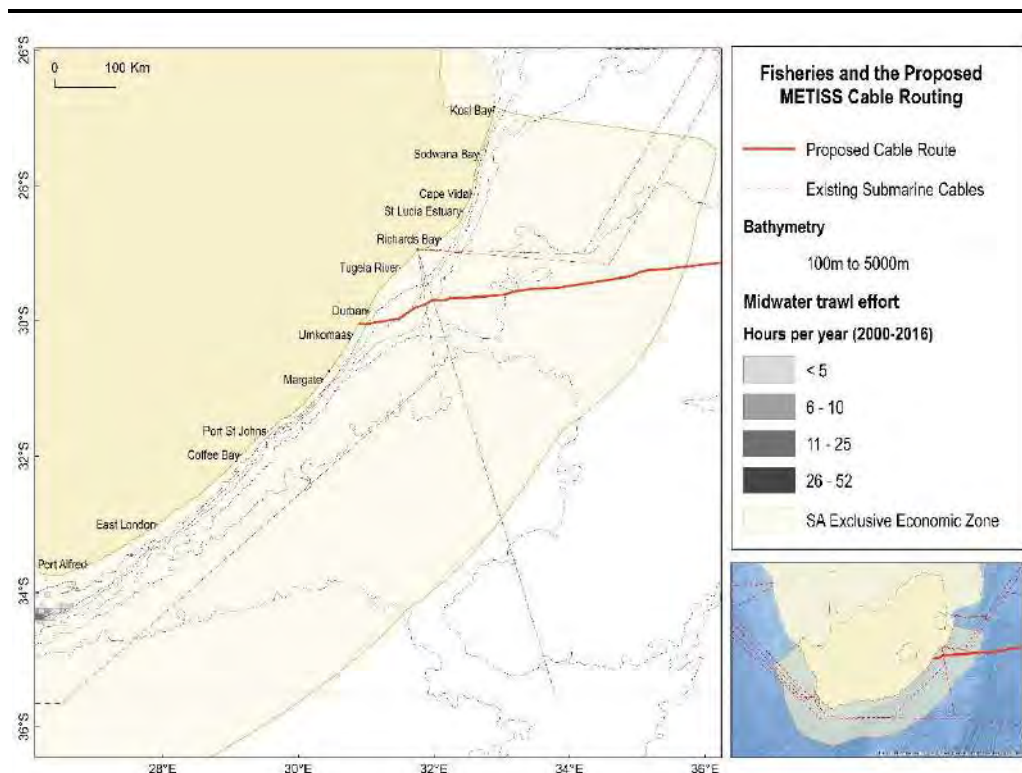 26°S
28°S
30°S
32°S
34°S
36°S
0 100 Km
Kosi Bay
Sodwana Bay
Cape Vidal
St Lucia Estuary
Richards Bay
Tugela River
Durban
Umkomaas
Margate
Port St Johns
Coffee Bay
East London
Port Alfred
28°E 30°E 32°E 34°E 36°E
Fisheries and the Proposed
METISS Cable Routing
Proposed Cable Route
Existing Submarine Cables
Bathymetry
100m to 5000m
Midwater trawl effort
Hours per year (2000-2016)
< 5
6 - 10
11 - 25
26 - 52
SA Exclusive Economic Zone